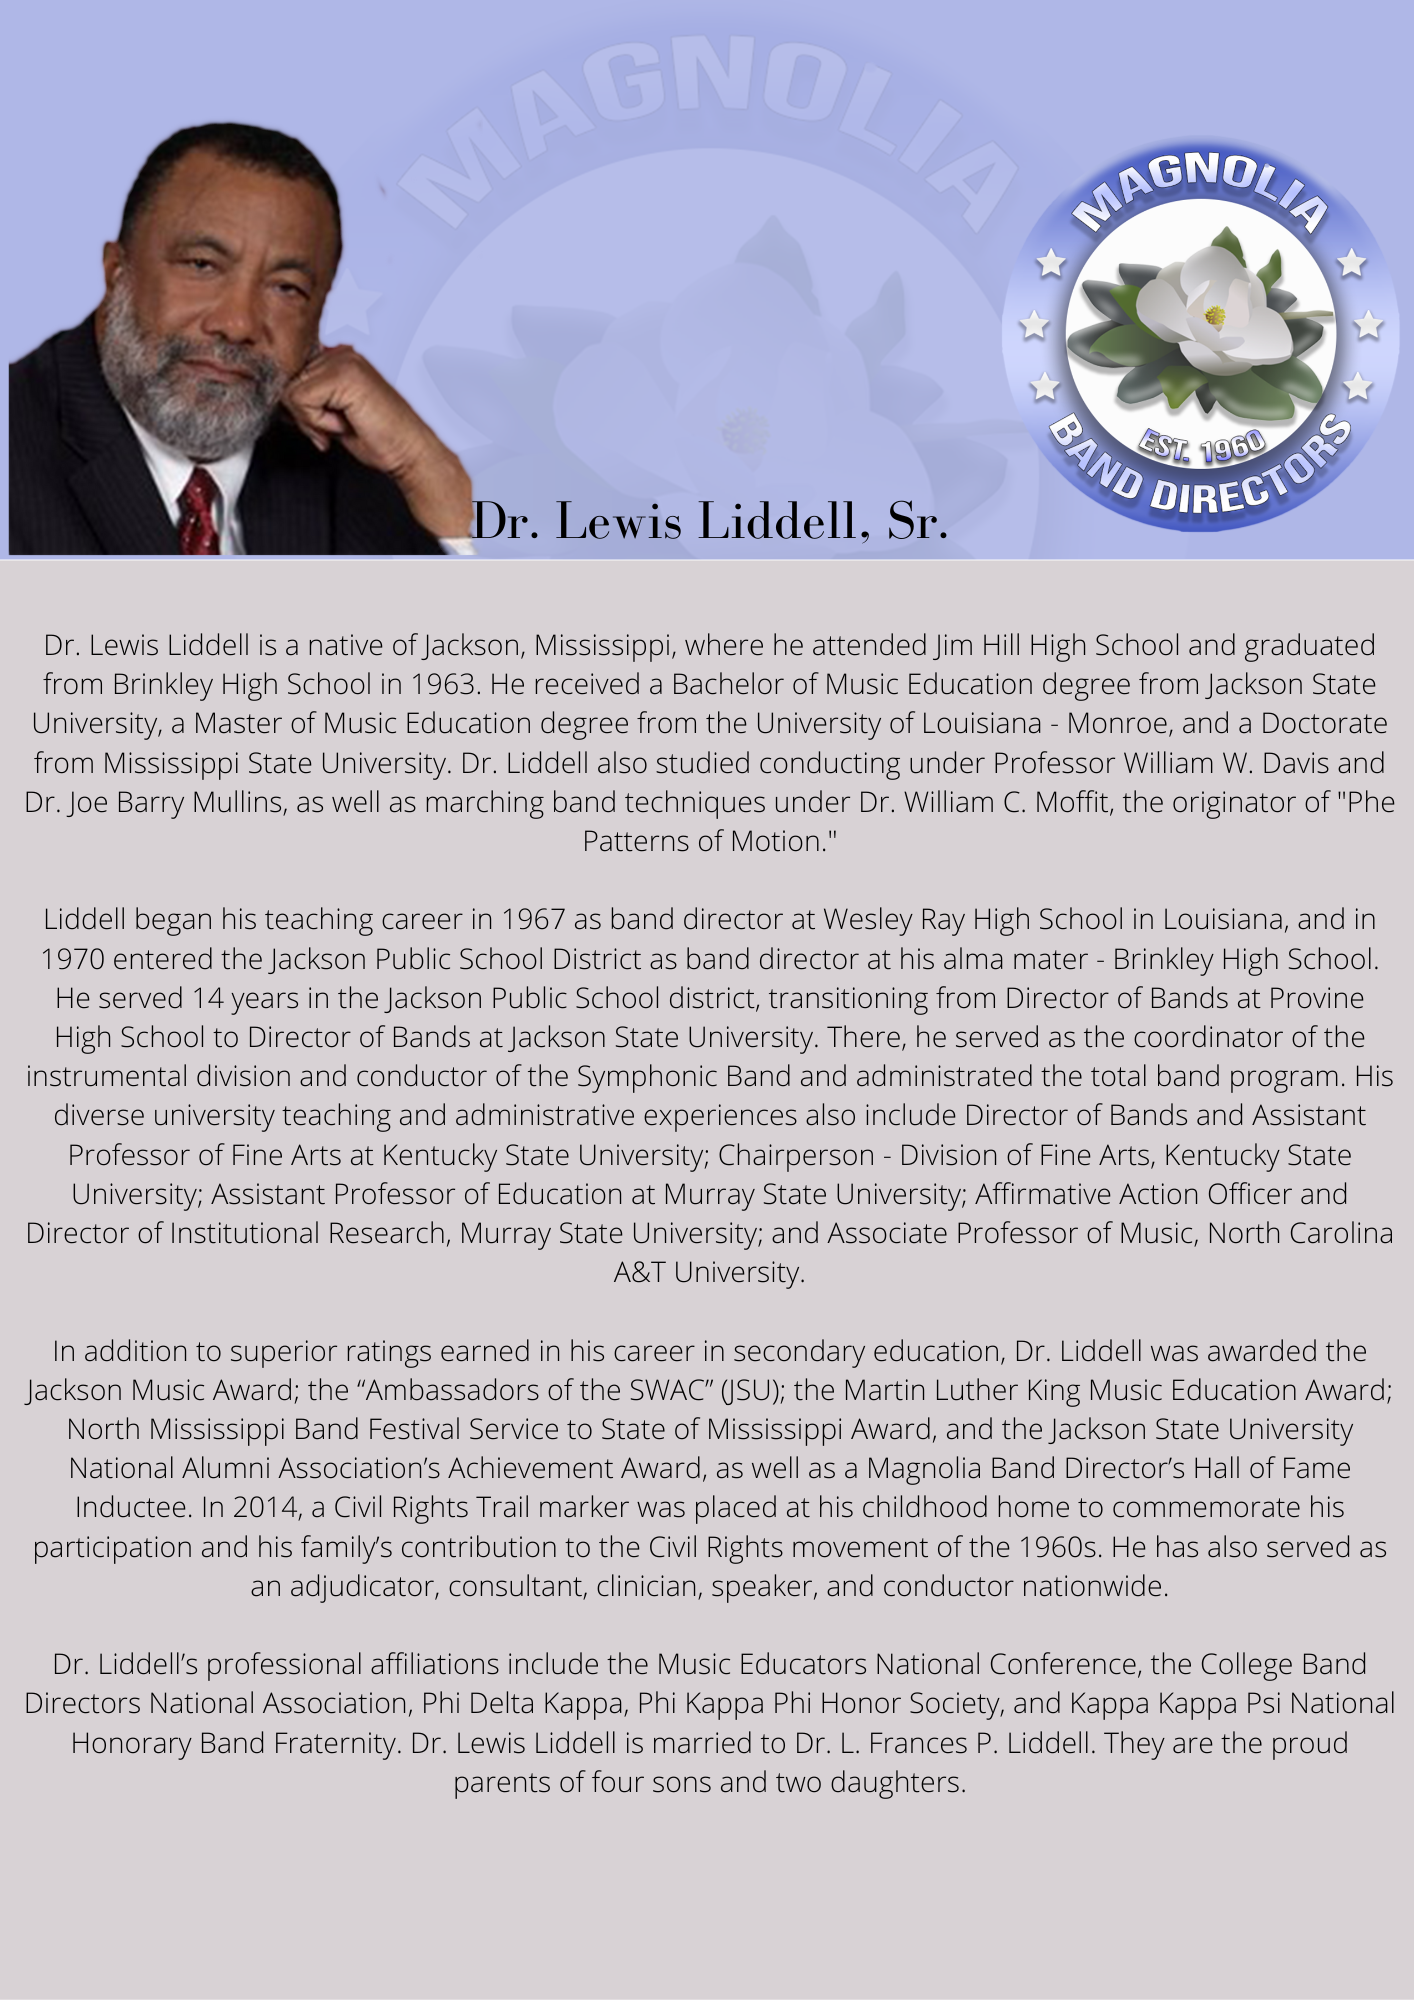 MAGNOLIA
MAGNOLIA
EST. 1960
BAND DIRECTORS
Dr. Lewis Liddell, Sr.
Dr. Lewis Liddell is a native of Jackson, Mississippi, where he attended Jim Hill High School and graduated
from Brinkley High School in 1963. He received a Bachelor of Music Education degree from Jackson State
University, a Master of Music Education degree from the University of Louisiana - Monroe, and a Doctorate
from Mississippi State University. Dr. Liddell also studied conducting under Professor William W. Davis and
Dr. Joe Barry Mullins, as well as marching band techniques under Dr. William C. Moffit, the originator of "Phe
Patterns of Motion."
Liddell began his teaching career in 1967 as band director at Wesley Ray High School in Louisiana, and in
1970 entered the Jackson Public School District as band director at his alma mater - Brinkley High School.
He served 14 years in the Jackson Public School district, transitioning from Director of Bands at Provine
High School to Director of Bands at Jackson State University. There, he served as the coordinator of the
instrumental division and conductor of the Symphonic Band and administrated the total band program. His
diverse university teaching and administrative experiences also include Director of Bands and Assistant
Professor of Fine Arts at Kentucky State University; Chairperson - Division of Fine Arts, Kentucky State
University; Assistant Professor of Education at Murray State University; Affirmative Action Officer and
Director of Institutional Research, Murray State University; and Associate Professor of Music, North Carolina
A&T University.
In addition to superior ratings earned in his career in secondary education, Dr. Liddell was awarded the
Jackson Music Award; the “Ambassadors of the SWAC” (JSU); the Martin Luther King Music Education Award;
North Mississippi Band Festival Service to State of Mississippi Award, and the Jackson State University
National Alumni Association’s Achievement Award, as well as a Magnolia Band Director’s Hall of Fame
Inductee. In 2014, a Civil Rights Trail marker was placed at his childhood home to commemorate his
participation and his family’s contribution to the Civil Rights movement of the 1960s. He has also served as
an adjudicator, consultant, clinician, speaker, and conductor nationwide.
Dr. Liddell’s professional affiliations include the Music Educators National Conference, the College Band
Directors National Association, Phi Delta Kappa, Phi Kappa Phi Honor Society, and Kappa Kappa Psi National
Honorary Band Fraternity. Dr. Lewis Liddell is married to Dr. L. Frances P. Liddell. They are the proud
parents of four sons and two daughters.